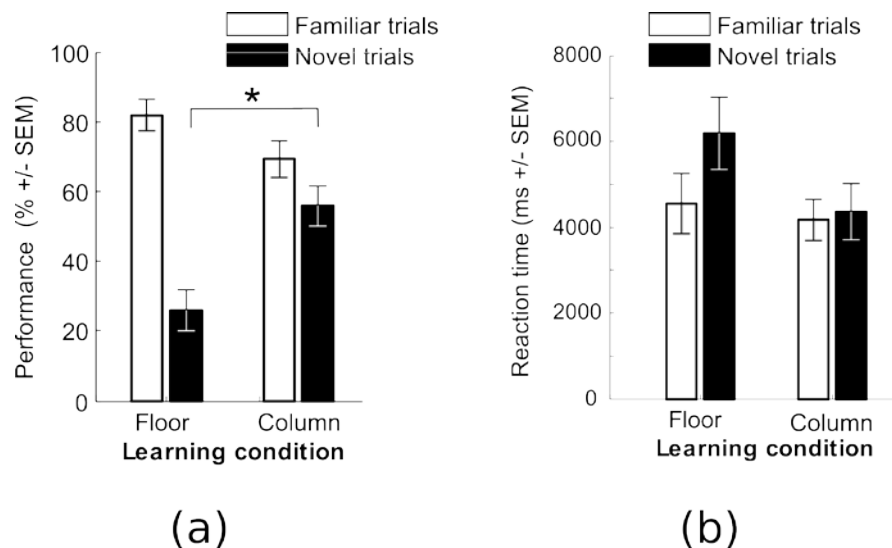 Familiar trials
Novel trials
Performance (% +/- SEM)
100
80
60
40
20
0
*
Floor Column
Learning condition
(a)
Familiar trials
Novel trials
Reaction time (ms +/- SEM)
8000
6000
4000
2000
0
Floor Column
Learning condition
(b)